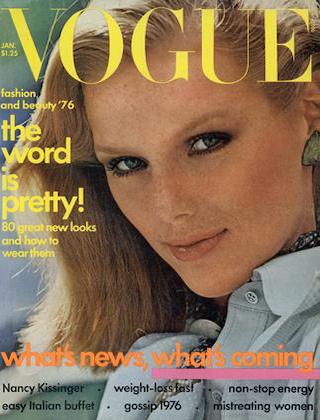 VOGUE
JAN.
$1.25
fashion
and beauty '76
the
word
is
pretty!
80 great new looks
and how to
wear them
what's news, what's coming
Nancy Kissinger • weight-loss fast • non-stop energy
easy Italian buffet • gossip 1976 • mistreating women